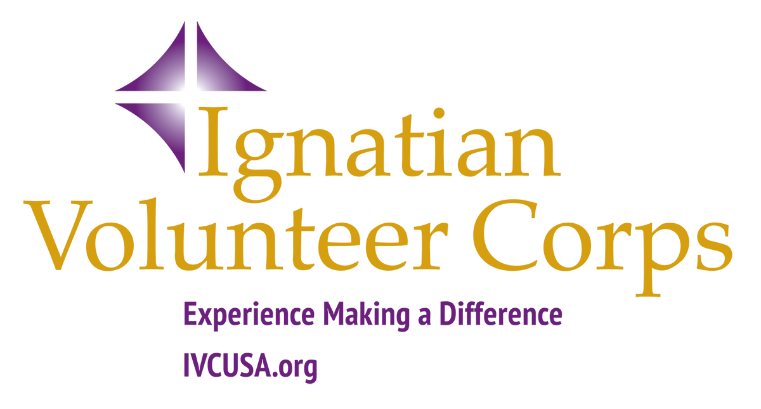 Ignatian
Volunteer Corps
Experience Making a Difference
IVCUSA.org